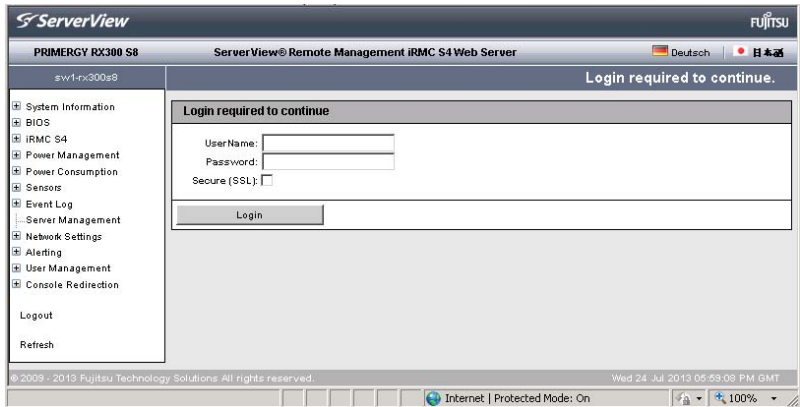 ServerView
FUJITSU
PRIMERGY RX300 S8
ServerView® Remote Management iRMC S4 Web Server
Deutsch
日本語
sw1-rx300s8
Login required to continue.
System Information
BIOS
iRMC S4
Power Management
Power Consumption
Sensors
Event Log
Server Management
Network Settings
Alerting
User Management
Console Redirection
Logout
Refresh
Login required to continue
UserName:
Password:
Secure (SSL):
Login
© 2009 - 2013 Fujitsu Technology Solutions All rights reserved.
Wed 24 Jul 2013 05:59:08 PM GMT
Internet | Protected Mode: On
100%